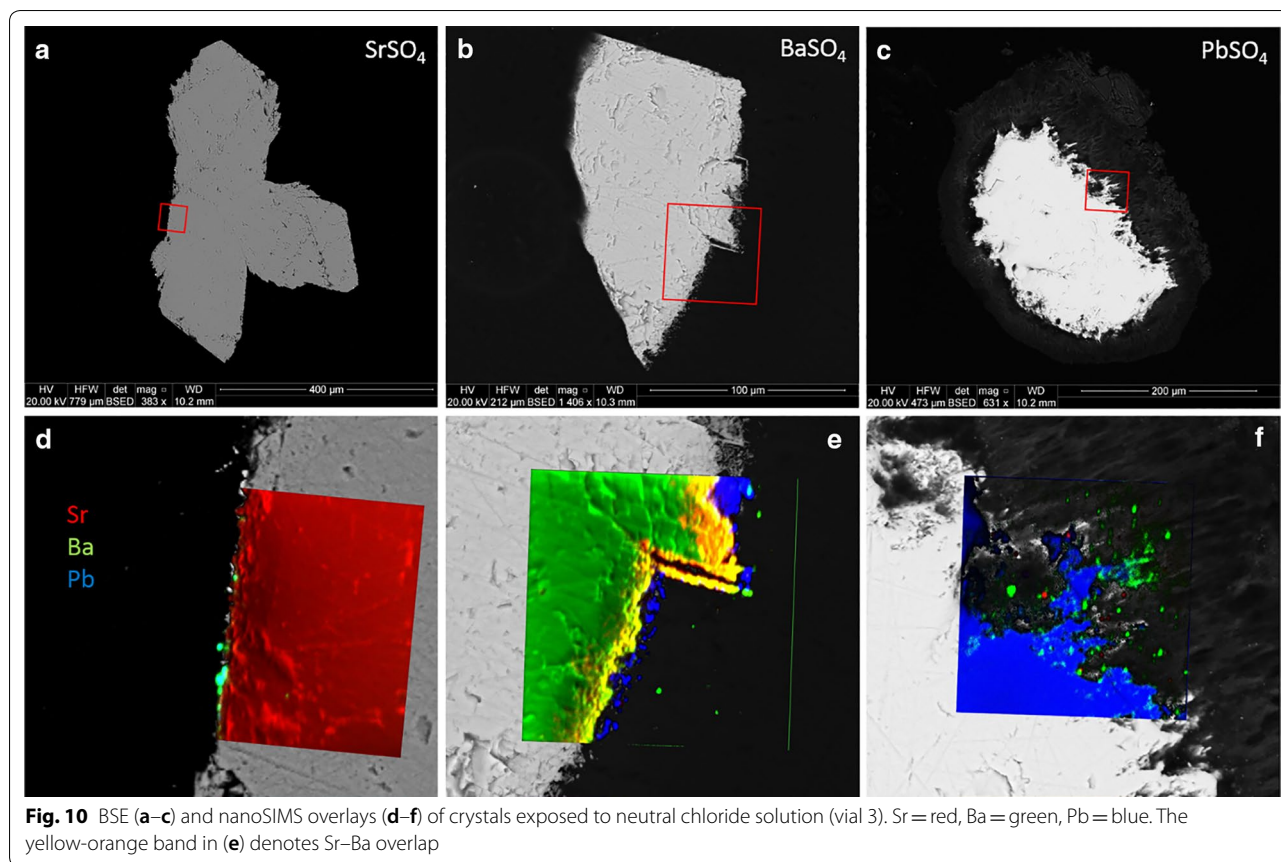 a
SrSO₄
HV HFW det mag □ WD 400 µm
20.00 kV 779 µm BSED 383 x 10.2 mm
b
BaSO₄
HV HFW det mag □ WD 100 µm
20.00 kV 212 µm BSED 1 406 x 10.3 mm
c
PbSO₄
HV HFW det mag □ WD 200 µm
20.00 kV 473 µm BSED 631 x 10.2 mm
d
Sr
Ba
Pb
e
f
Fig. 10 BSE (a–c) and nanoSIMS overlays (d–f) of crystals exposed to neutral chloride solution (vial 3). Sr = red, Ba = green, Pb = blue. The
yellow-orange band in (e) denotes Sr–Ba overlap